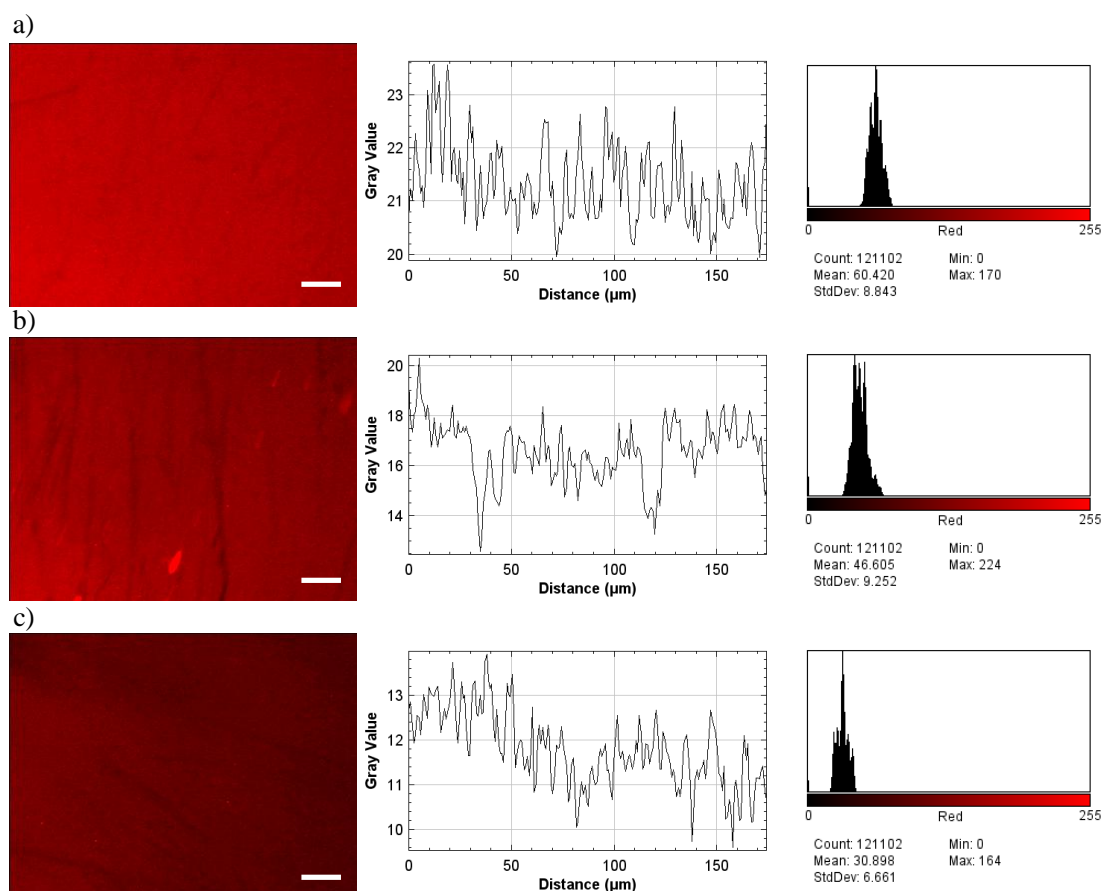 a)
Gray Value
23
22
21
20
0 50 100 150
Distance (µm)
0 255
Red
Count: 121102 Min: 0
Mean: 60.420 Max: 170
StdDev: 8.843
b)
Gray Value
20
18
16
14
0 50 100 150
Distance (µm)
0 255
Red
Count: 121102 Min: 0
Mean: 46.605 Max: 224
StdDev: 9.252
c)
Gray Value
13
12
11
10
0 50 100 150
Distance (µm)
0 255
Red
Count: 121102 Min: 0
Mean: 30.898 Max: 164
StdDev: 6.661